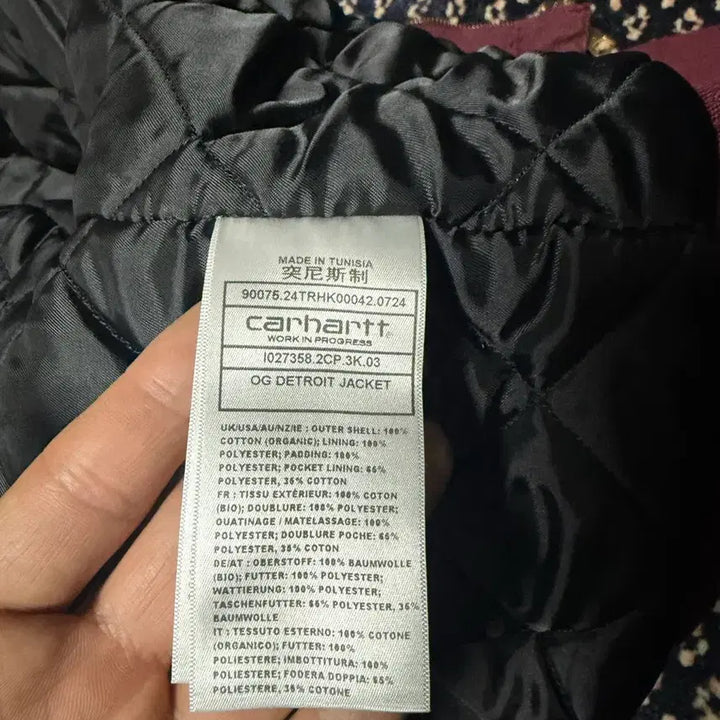 MADE IN TUNISIA
突尼斯制
90075.24TRHK00042.0724
carhartt
WORK IN PROGRESS
I027358.2CP.3K.03
OG DETROIT JACKET
UK/USA/AU/NZ/IE : OUTER SHELL: 100%
COTTON (ORGANIC); LINING: 100%
POLYESTER; PADDING: 100%
POLYESTER; POCKET LINING: 65%
POLYESTER, 35% COTTON
FR : TISSU EXTÉRIEUR: 100% COTON
(BIO); DOUBLURE: 100% POLYESTER;
OUATINAGE / MATELASSAGE: 100%
POLYESTER; DOUBLURE POCHE: 65%
POLYESTER, 35% COTON
DE/AT : OBERSTOFF: 100% BAUMWOLLE
(BIO); FUTTER: 100% POLYESTER;
WATTIERUNG: 100% POLYESTER;
TASCHENFUTTER: 65% POLYESTER, 35%
BAUMWOLLE
IT : TESSUTO ESTERNO: 100% COTONE
(ORGANICO); FUTTER: 100%
POLIESTERE; IMBOTTITURA: 100%
POLIESTERE; FODERA DOPPIA: 65%
POLIESTERE, 35% COTONE